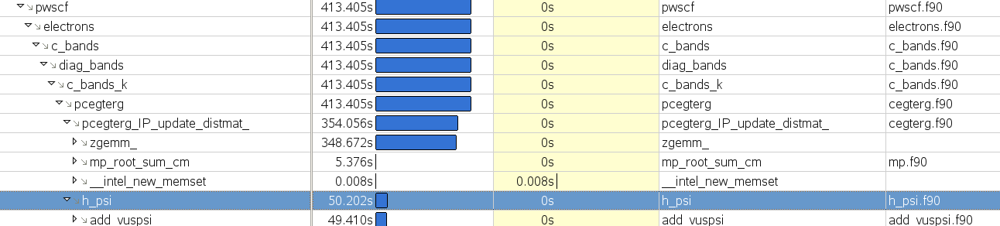 pwscf 413.405s 0s pwscf pwscf.f90
electrons 413.405s 0s electrons electrons.f90
c_bands 413.405s 0s c_bands c_bands.f90
diag_bands 413.405s 0s diag_bands c_bands.f90
c_bands_k 413.405s 0s c_bands_k c_bands.f90
pcegterg 413.405s 0s pcegterg cegterg.f90
pcegterg_IP_update_distmat_ 354.056s 0s pcegterg_IP_update_distmat_ cegterg.f90
zgemm_ 348.672s 0s zgemm_
mp_root_sum_cm 5.376s 0s mp_root_sum_cm mp.f90
__intel_new_memset 0.008s 0.008s __intel_new_memset
h_psi 50.202s 0s h_psi h_psi.f90
add_vuspsi 49.410s 0s add_vuspsi add_vuspsi.f90